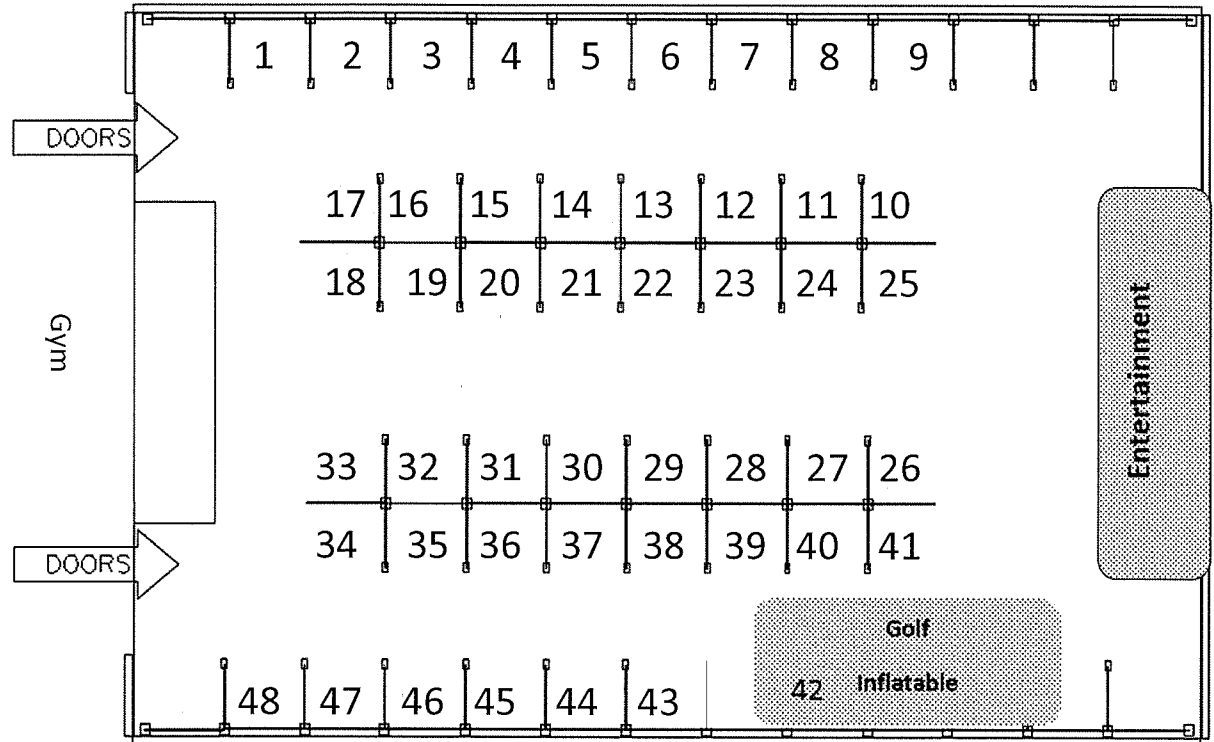 1 2 3 4 5 6 7 8 9
DOORS
17 16 15 14 13 12 11 10
18 19 20 21 22 23 24 25
Gym
Entertainment
33 32 31 30 29 28 27 26
34 35 36 37 38 39 40 41
DOORS
Golf
42 Inflatable
48 47 46 45 44 43